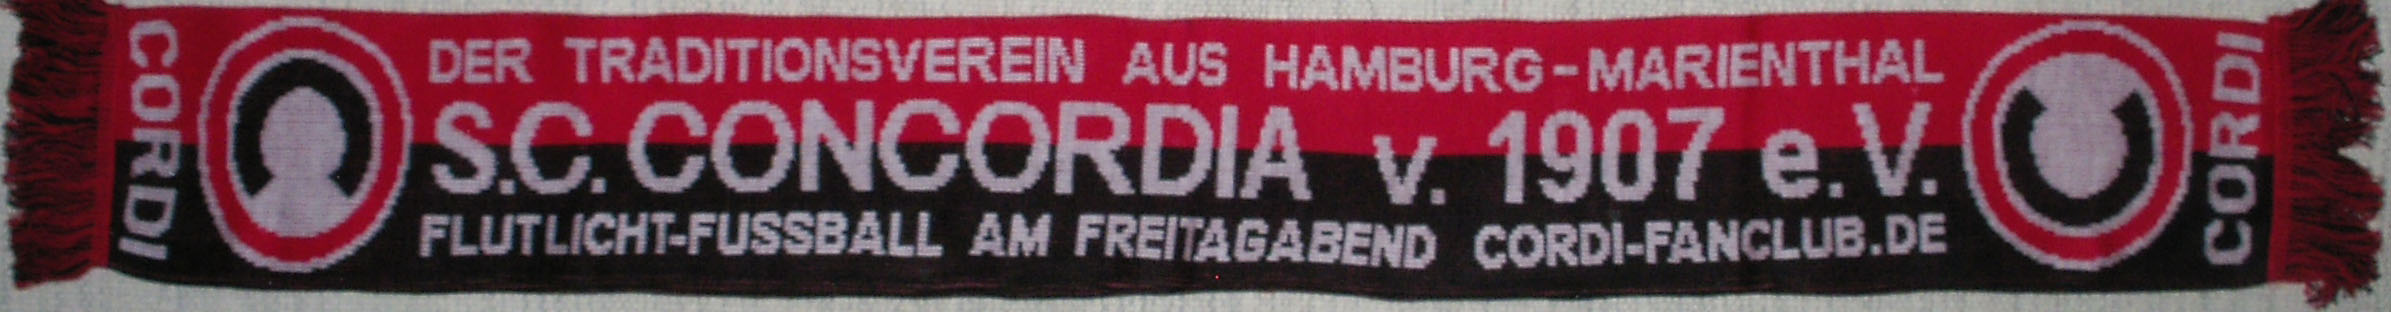 CORDI
DER TRADITIONSVEREIN AUS HAMBURG-MARIENTHAL
S.C. CONCORDIA v. 1907 e.V.
FLUTLICHT-FUSSBALL AM FREITAGABEND CORDI-FANCLUB.DE
CORDI